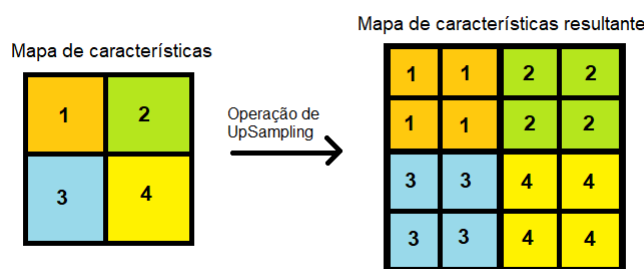 Mapa de características resultante
Mapa de característicás
1 2
3 4
Operação de
UpSampling
1 1 2 2
1 1 2 2
3 3 4 4
3 3 4 4